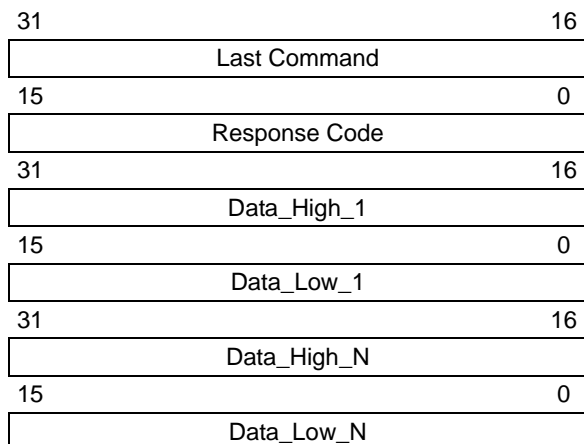 31 16
Last Command
15 0
Response Code
31 16
Data_High_1
15 0
Data_Low_1
31 16
Data_High_N
15 0
Data_Low_N